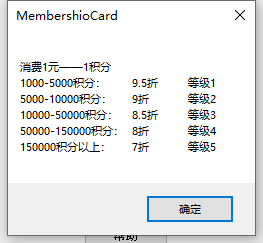 MembershioCard
消费1元——1积分
1000-5000积分： 9.5折 等级1
5000-10000积分： 9折 等级2
10000-50000积分： 8.5折 等级3
50000-150000积分： 8折 等级4
150000积分以上： 7折 等级5
确定
帮助